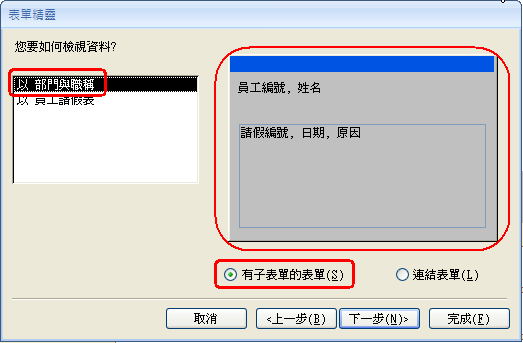 表單精靈
您要如何檢視資料?
以 部門與職稱
以 員工請假表
員工編號, 姓名
請假編號, 日期, 原因
有子表單的表單(S)
連結表單(L)
取消
<上一步(B)
下一步(N)>
完成(F)